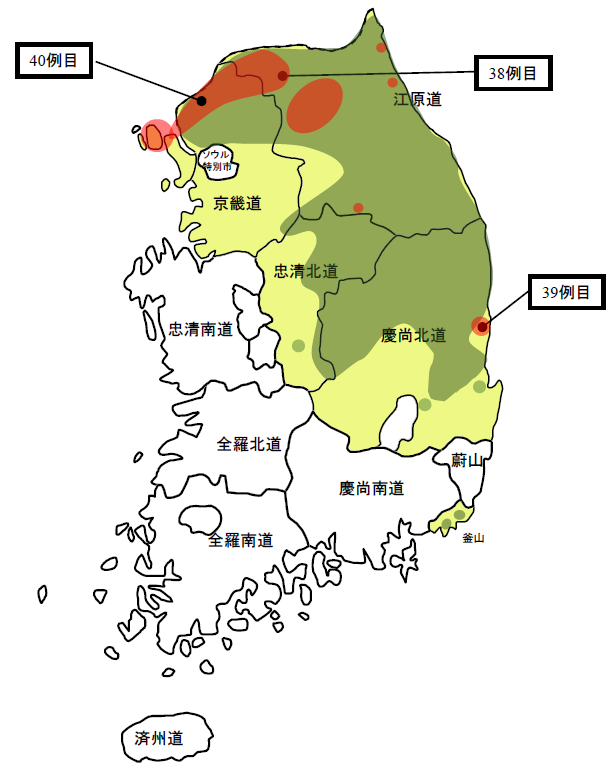 40例目
38例目
江原道
ソウル
特別市
京畿道
忠清北道
39例目
忠清南道
慶尚北道
全羅北道
蔚山
慶尚南道
全羅南道
釜山
済州道